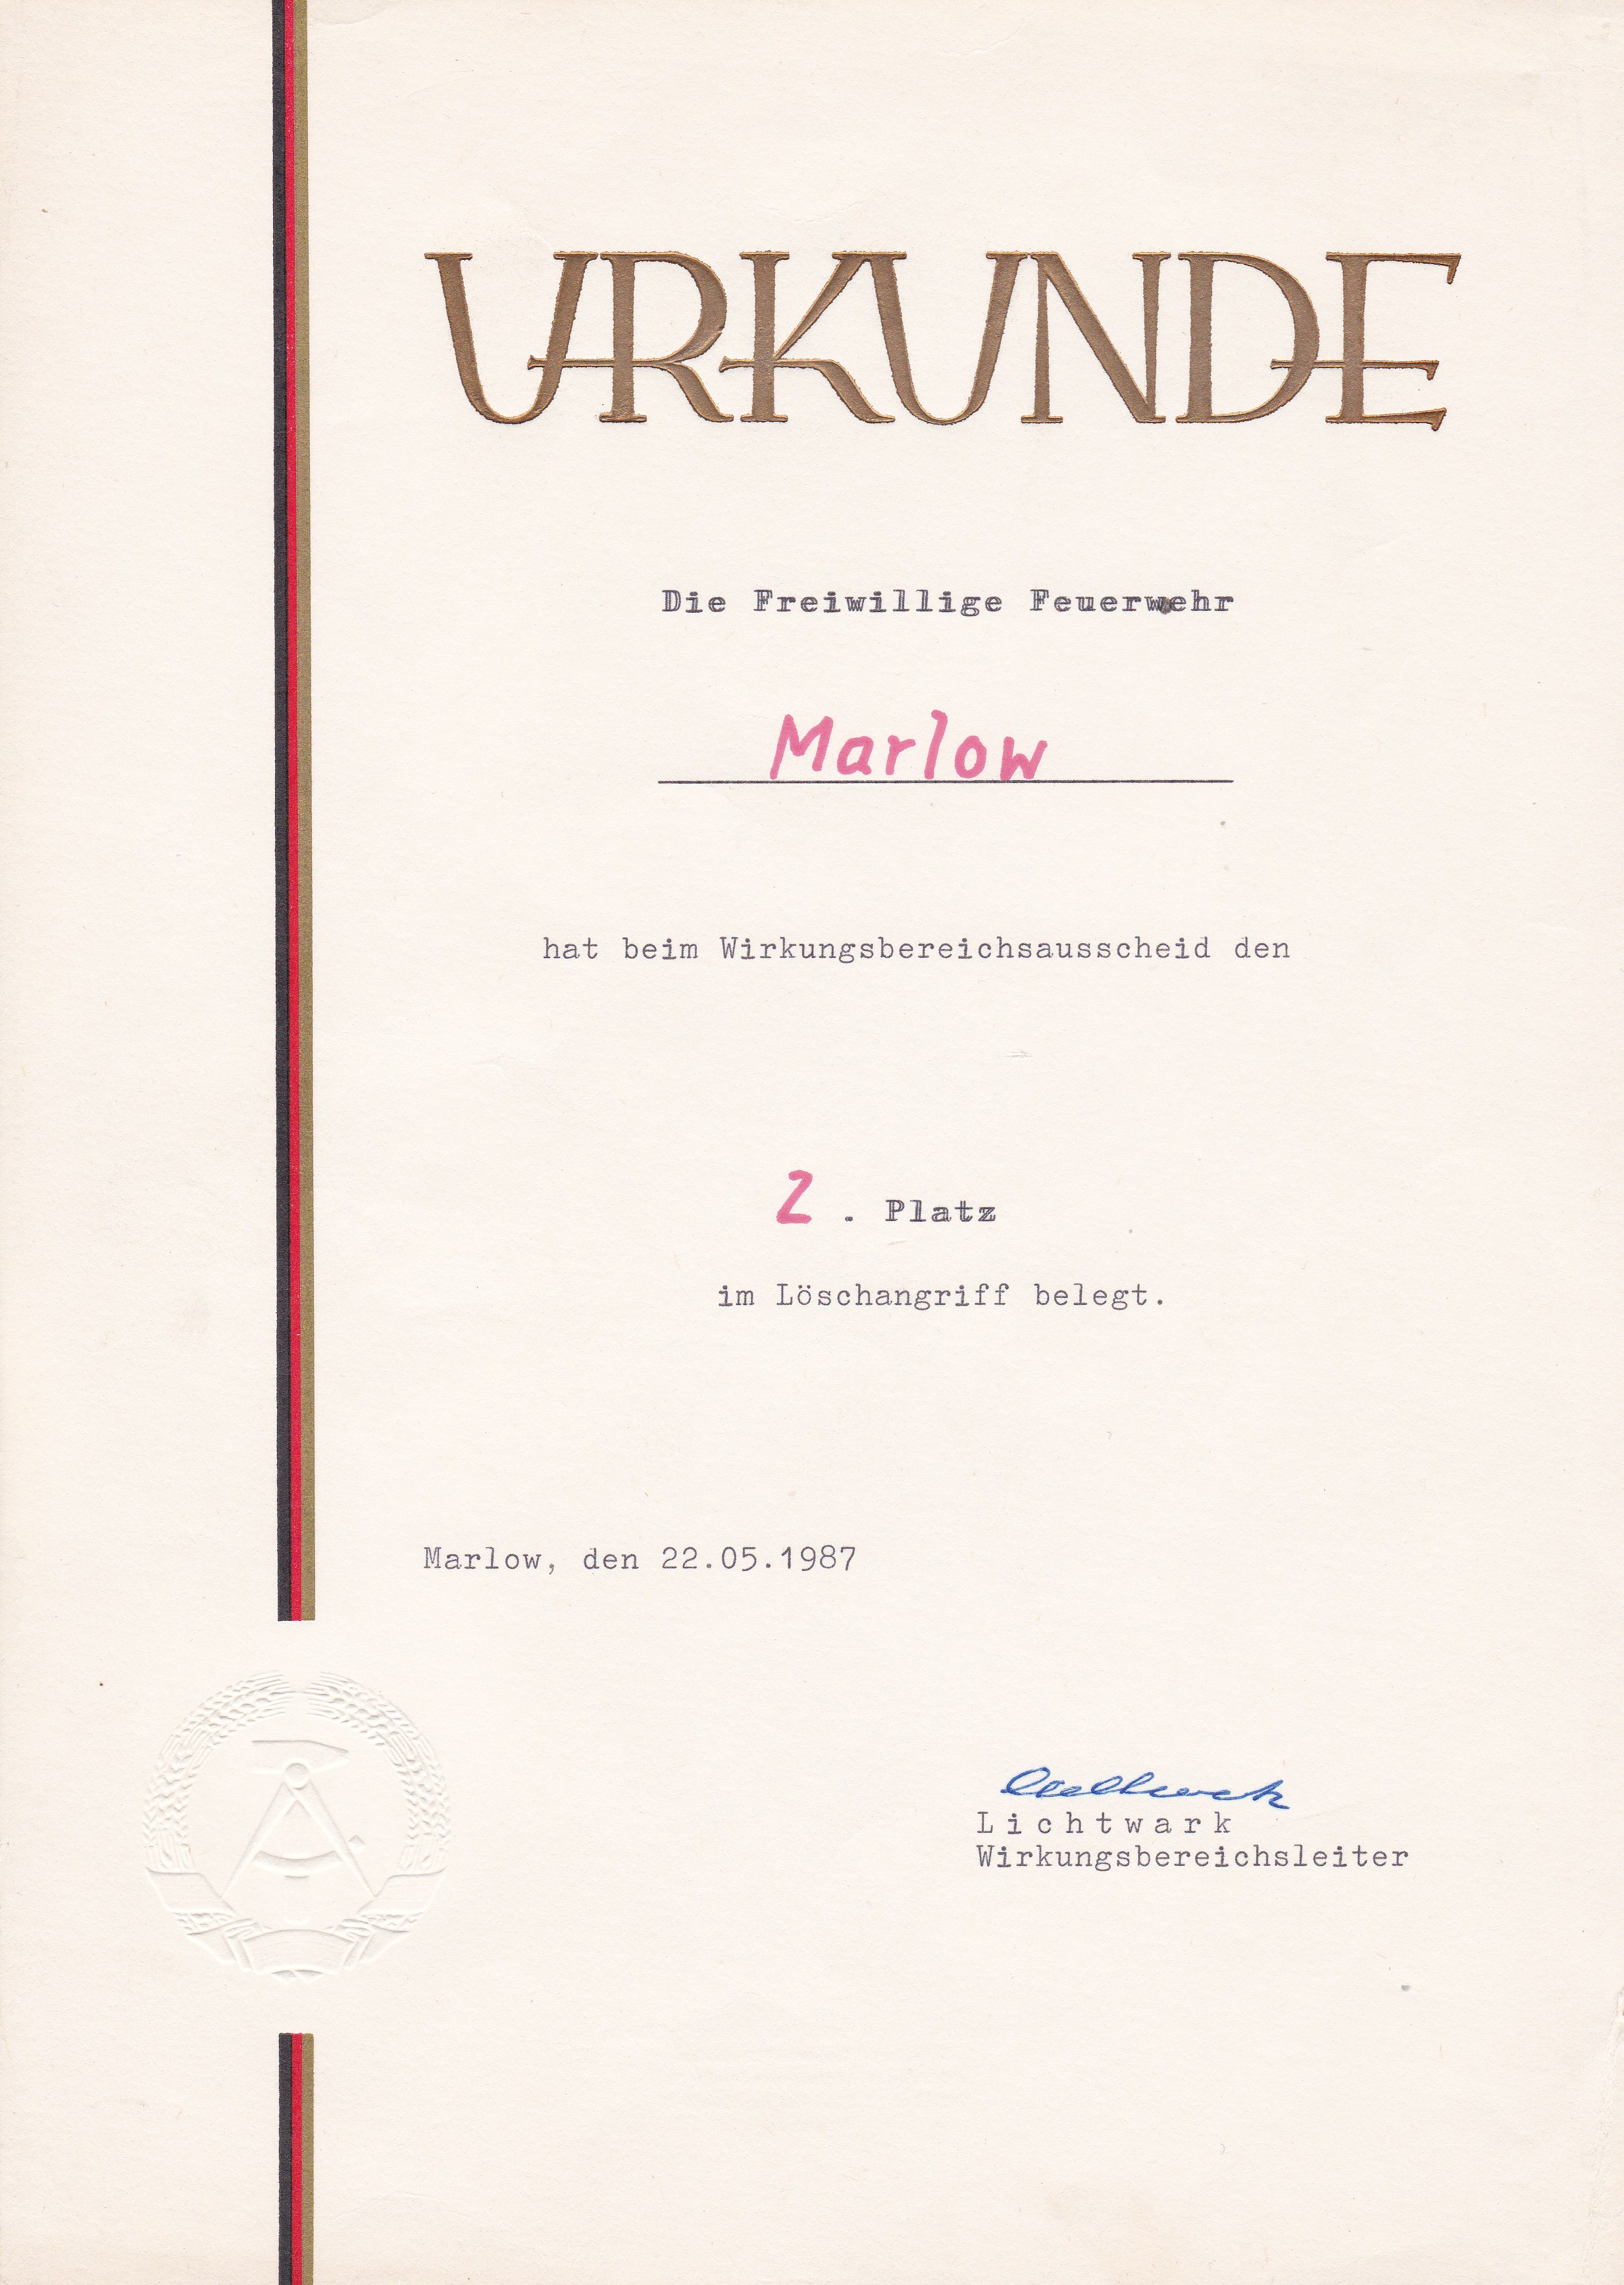 URKUNDE
Die Freiwillige Feuerwehr
Marlow
hat beim Wirkungsbereichsausscheid den
2. Platz
im Löschangriff belegt.
Marlow, den 22.05.1987
Lichtwark
Wirkungsbereichsleiter